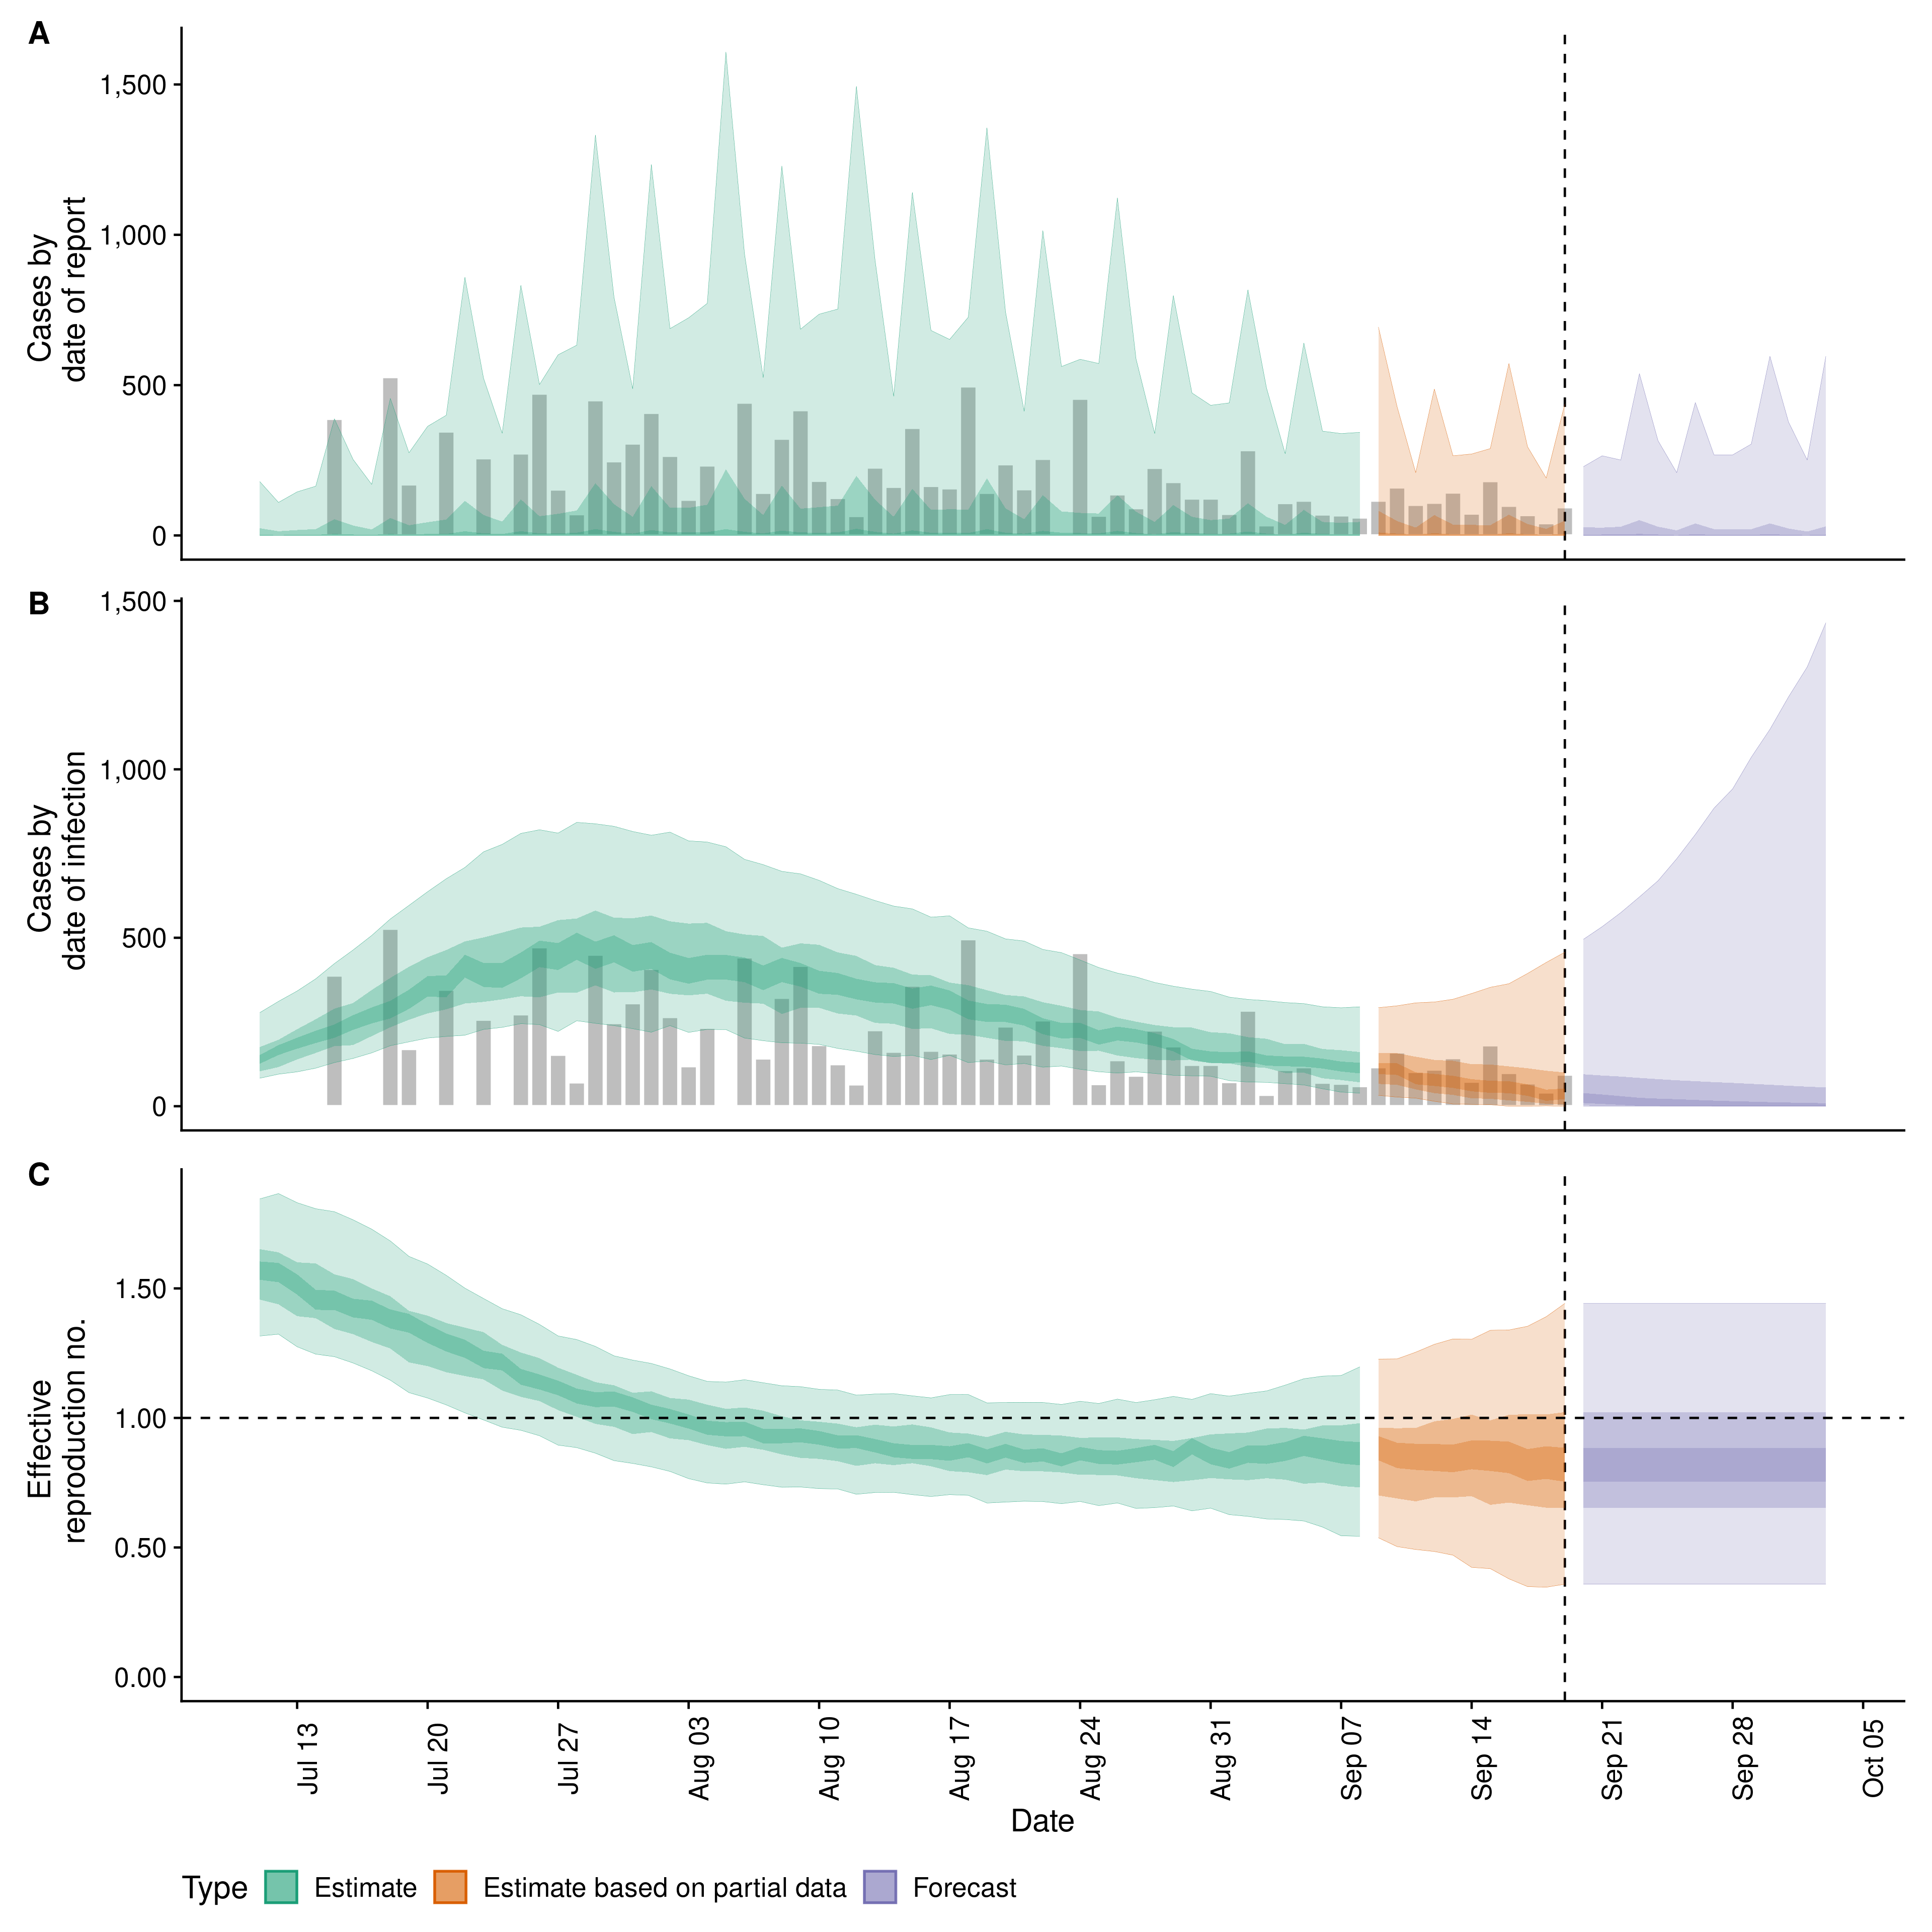 A
1,500
1,000
500
0
Cases by
date of report
B
1,500
1,000
500
0
Cases by
date of infection
C
1.50
1.00
0.50
0.00
Effective
reproduction no.
Jul 13
Jul 20
Jul 27
Aug 03
Aug 10
Aug 17
Aug 24
Aug 31
Sep 07
Sep 14
Sep 21
Sep 28
Oct 05
Date
Type Estimate Estimate based on partial data Forecast